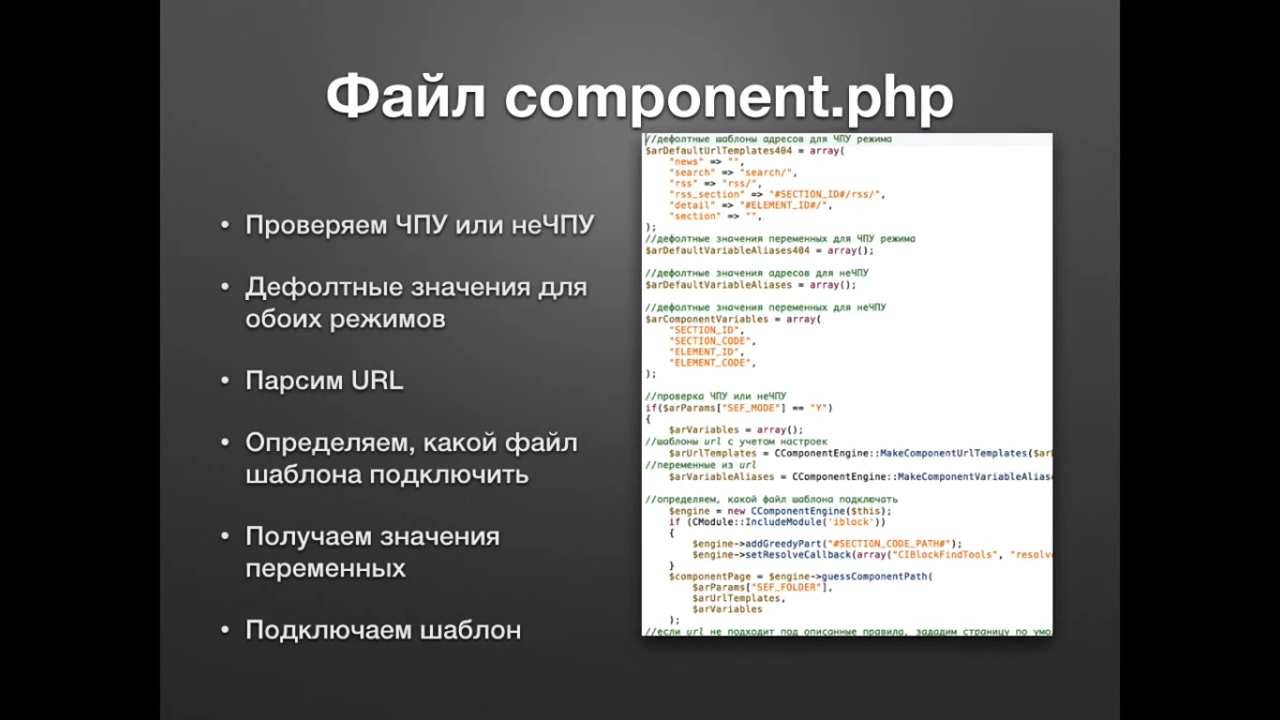 Файл component.php
• Проверяем ЧПУ или неЧПУ
• Дефолтные значения для
обоих режимов
• Парсим URL
• Определяем, какой файл
шаблона подключить
• Получаем значения
переменных
• Подключаем шаблон
//дефолтные шаблоны адресов для ЧПУ режима
$arDefaultUrlTemplates404 = array(
"news" => "",
"search" => "search/",
"rss" => "rss/",
"rss_section" => "#SECTION_ID#/rss/",
"detail" => "#ELEMENT_ID#/",
"section" => "",
);
//дефолтные значения переменных для ЧПУ режима
$arDefaultVariableAliases404 = array();
//дефолтные значения адресов для неЧПУ
$arDefaultVariableAliases = array();
//дефолтные значения переменных для неЧПУ
$arComponentVariables = array(
"SECTION_ID",
"SECTION_CODE",
"ELEMENT_ID",
"ELEMENT_CODE",
);
//проверка ЧПУ или неЧПУ
if($arParams["SEF_MODE"] == "Y")
{
$arVariables = array();
//шаблоны url с учетом настроек
$arUrlTemplates = CComponentEngine::MakeComponentUrlTemplates($ar
//переменные из url
$arVariableAliases = CComponentEngine::MakeComponentVariableAlias
//определяем, какой файл шаблона подключать
$engine = new CComponentEngine($this);
if (CModule::IncludeModule('iblock'))
{
$engine->addGreedyPart("#SECTION_CODE_PATH#");
$engine->setResolveCallback(array("CIBlockFindTools", "resolv
}
$componentPage = $engine->guessComponentPath(
$arParams["SEF_FOLDER"],
$arUrlTemplates,
$arVariables
);
//если url не подходит под описанные правила, зададим страницу по умо